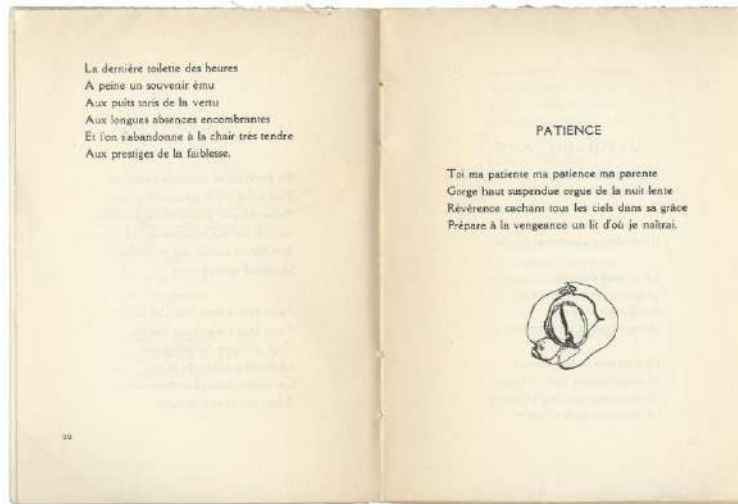 La dernière toilette des heures
A peine un souvenir ému
Aux puits taris de la vertu
Aux longues absences encombrantes
Et l'on s'abandonne à la chair très tendre
Aux prestiges de la faiblesse.
22
PATIENCE
Toi ma patiente ma patience ma parente
Gorge haut suspendue orgue de la nuit lente
Révérence cachant tous les ciels dans sa grâce
Prépare à la vengeance un lit d'où je naîtrai.